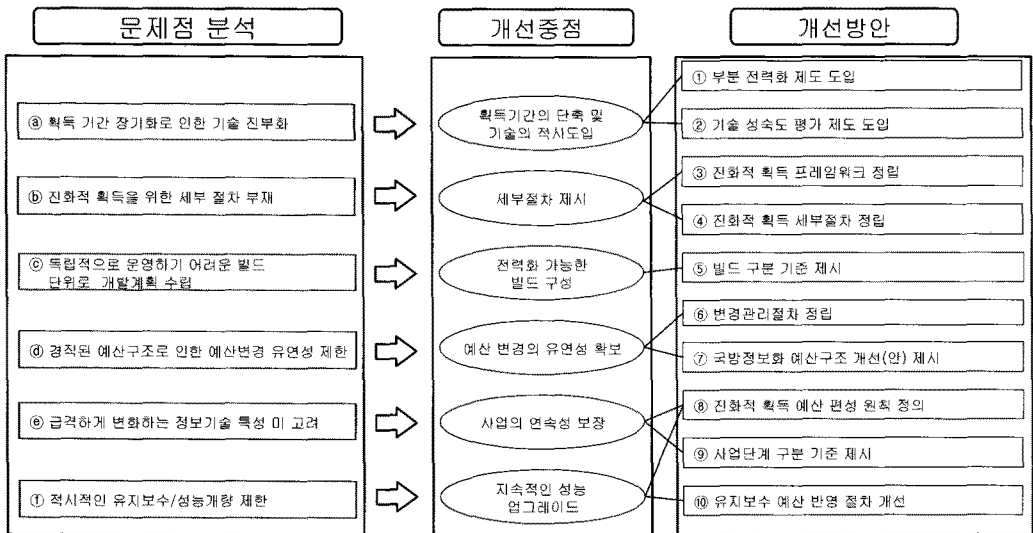 문제점 분석
개선중점
개선방안
ⓐ 획득 기간 장기화로 인한 기술 진부화
ⓑ 진화적 획득을 위한 세부 절차 부재
ⓒ 독립적으로 운영하기 어려운 빌드
단위로 개발계획 수립
ⓓ 경직된 예산구조로 인한 예산변경 유연성 제한
ⓔ 급격하게 변화하는 정보기술 특성 미 고려
ⓕ 적시적인 유지보수/성능개량 제한
획득기간의 단축 및
기술의 적시도입
세부절차 제시
전력화 가능한
빌드 구성
예산 변경의 유연성 확보
사업의 연속성 보장
지속적인 성능
업그레이드
① 부분 전력화 제도 도입
② 기술 성숙도 평가 제도 도입
③ 진화적 획득 프레임워크 정립
④ 진화적 획득 세부절차 정립
⑤ 빌드 구분 기준 제시
⑥ 변경관리절차 정립
⑦ 국방정보화 예산구조 개선(안) 제시
⑧ 진화적 획득 예산 편성 원칙 정의
⑨ 사업단계 구분 기준 제시
⑩ 유지보수 예산 반영 절차 개선